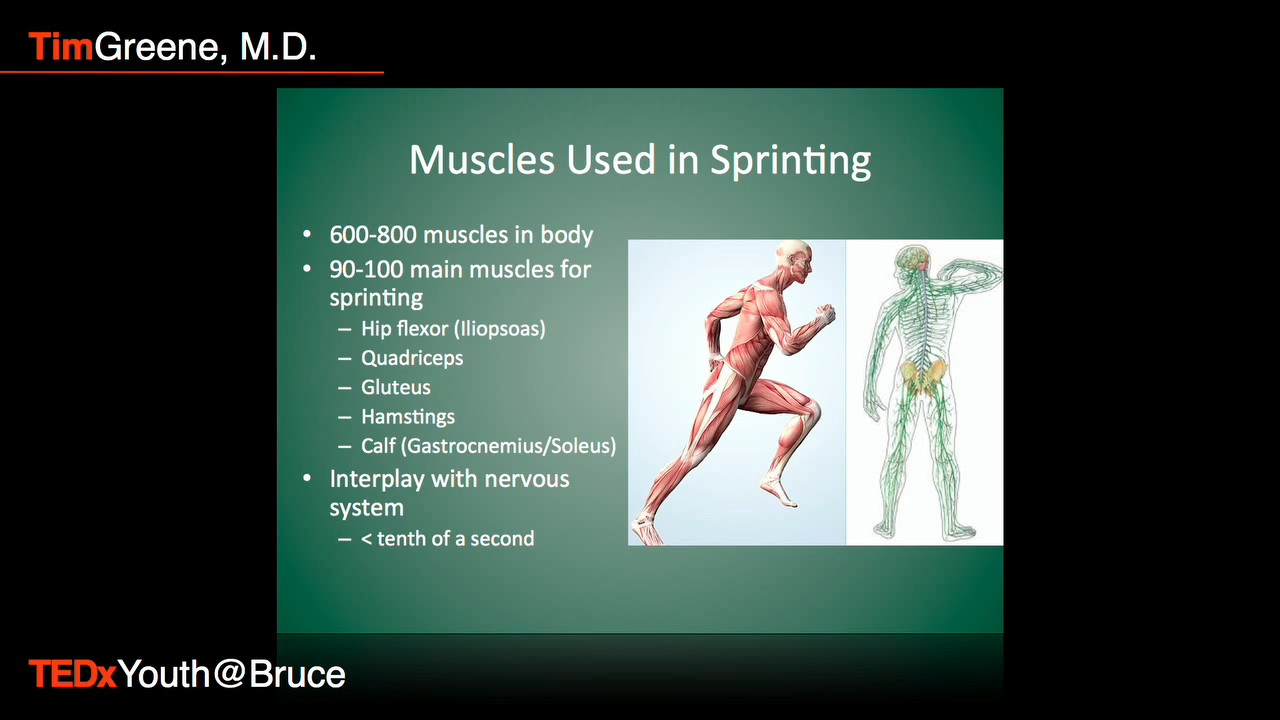 TimGreene, M.D.
Muscles Used in Sprinting
• 600-800 muscles in body
• 90-100 main muscles for
sprinting
– Hip flexor (Iliopsoas)
– Quadriceps
– Gluteus
– Hamstings
– Calf (Gastrocnemius/Soleus)
• Interplay with nervous
system
– < tenth of a second
TEDxYouth@Bruce